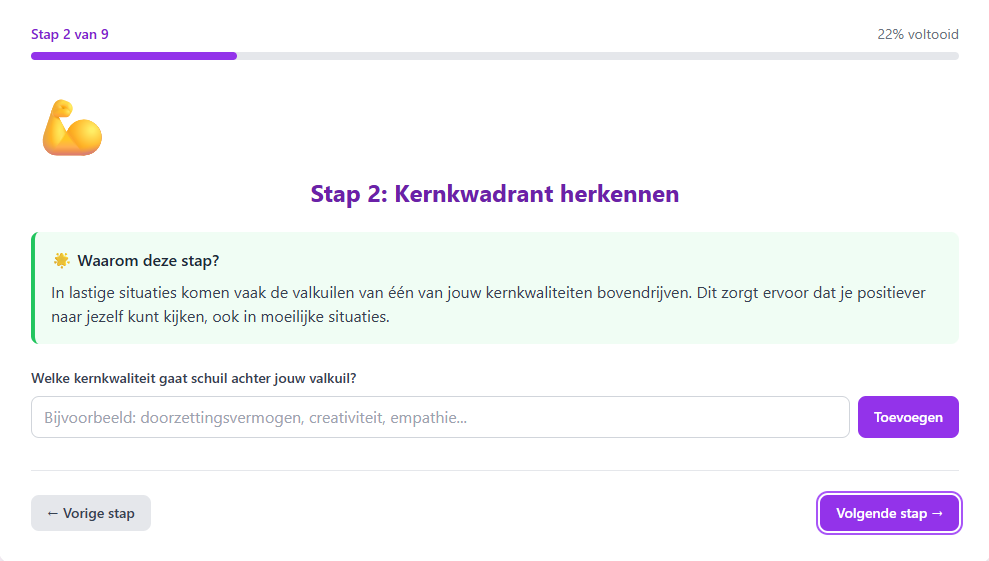 Stap 2 van 9
22% voltooid
Stap 2: Kernkwadrant herkennen
Waarom deze stap?
In lastige situaties komen vaak de valkuilen van één van jouw kernkwaliteiten bovendrijven. Dit zorgt ervoor dat je positiever
naar jezelf kunt kijken, ook in moeilijke situaties.
Welke kernkwaliteit gaat schuil achter jouw valkuil?
Bijvoorbeeld: doorzettingsvermogen, creativiteit, empathie...
Toevoegen
← Vorige stap
Volgende stap →